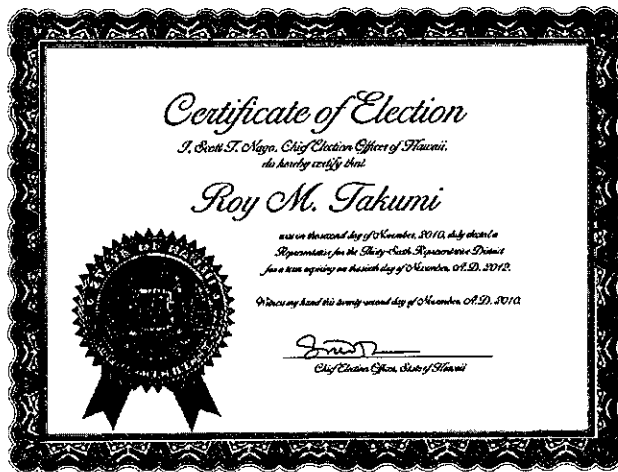 Certificate of Election
I, Scott T. Nago, Chief Election Officer of Hawaii,
do hereby certify that
Roy M. Takumi
was on the second day of November, 2010, duly elected a
Representative for the Thirty-Sixth Representative District
for a term expiring on the sixth day of November, A.D. 2012.
Witness my hand this twenty-second day of November, A.D. 2010.
Chief Election Officer, State of Hawaii
STATE OF